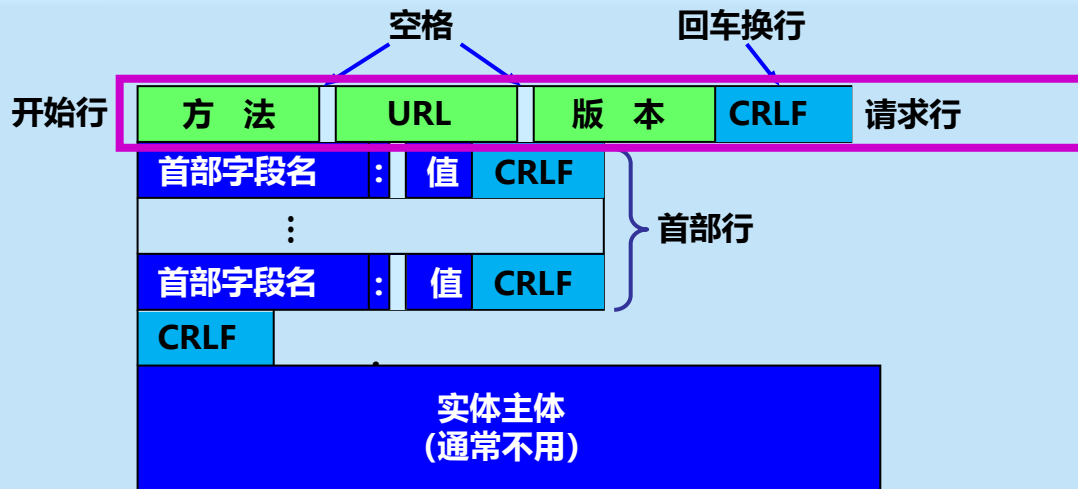 空格 回车换行
开始行 方 法 URL 版 本 CRLF 请求行
首部字段名 : 值 CRLF
⋮ 首部行
首部字段名 : 值 CRLF
CRLF
实体主体
(通常不用)